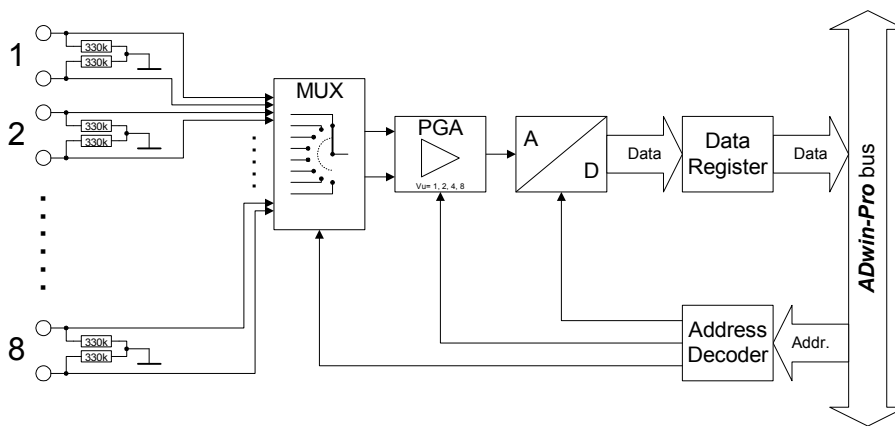 1
330k
330k
2
330k
330k
8
330k
330k
MUX
PGA
Vu= 1, 2, 4, 8
A
D
Data
Data
Register
Data
ADwin-Pro bus
Address
Decoder
Addr.